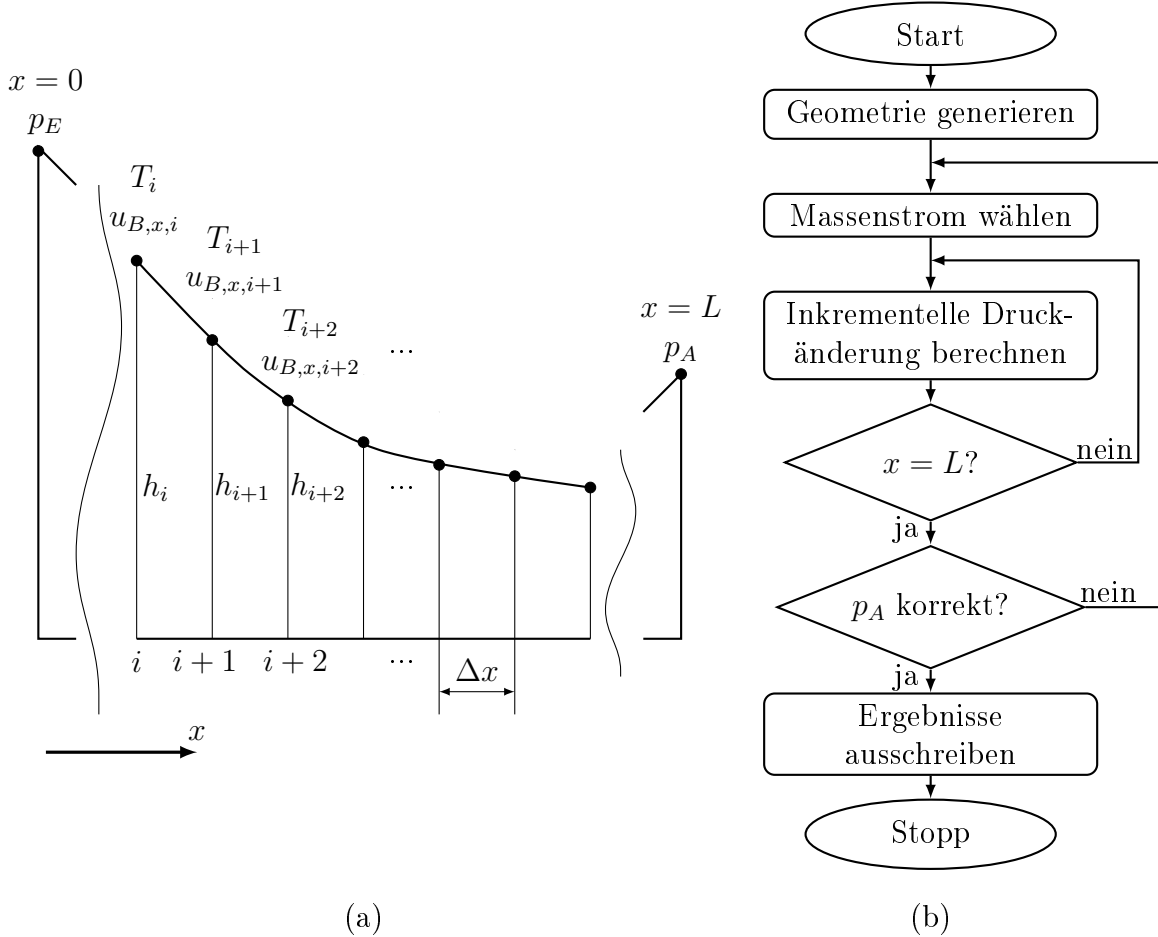 x = 0
p_E
T_i
u_{B,x,i}
T_{i+1}
u_{B,x,i+1}
T_{i+2}
u_{B,x,i+2}
...
x = L
p_A
h_i
h_{i+1}
h_{i+2}
...
i
i + 1
i + 2
...
Δx
x
(a)
Start
Geometrie generieren
Massenstrom wählen
Inkrementelle Druck-
änderung berechnen
x = L?
nein
ja
p_A korrekt?
nein
ja
Ergebnisse
ausschreiben
Stopp
(b)